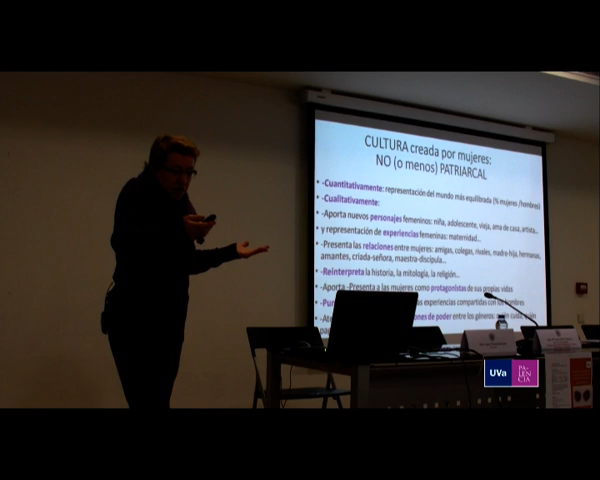 CULTURA creada por mujeres:
NO (o menos) PATRIARCAL
• -Cuantitativamente: representación del mundo más equilibrada (% mujeres /hombres)
• -Cualitativamente:
• -Aporta nuevos personajes femeninos: niña, adolescente, vieja, ama de casa, artista...
• y representación de experiencias femeninas: maternidad...
• -Presenta las relaciones entre mujeres: amigas, colegas, rivales, madre-hija, hermanas,
amantes, criada-señora, maestra-discípula...
• -Reinterpreta la historia, la mitología, la religión...
• -Aporta -Presenta a las mujeres como protagonistas de sus propias vidas
experiencias compartidas con los hombres
de poder entre los géneros:
UVa
PA-
LEN
CIA